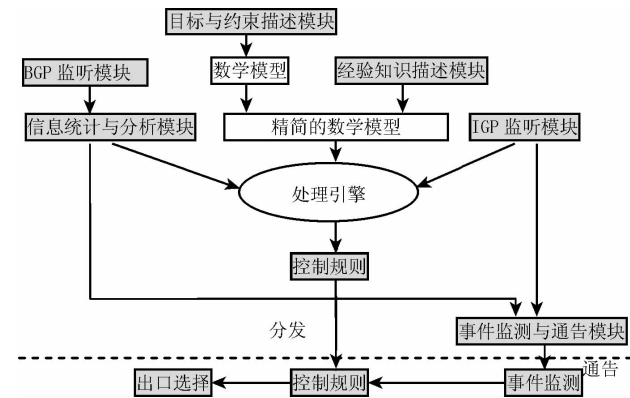 目标与约束描述模块
BGP 监听模块
数学模型
经验知识描述模块
信息统计与分析模块
精简的数学模型
IGP 监听模块
处理引擎
控制规则
分发
事件监测与通告模块
通告
出口选择
控制规则
事件监测